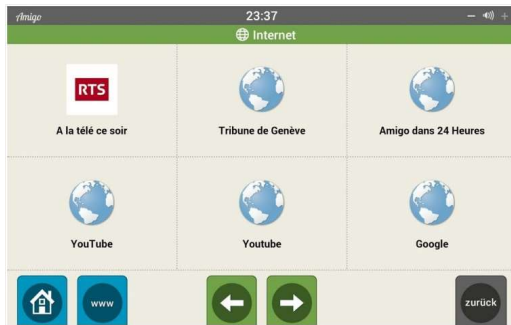 Amigo
23:37
Internet
RTS
A la télé ce soir
Tribune de Genève
Amigo dans 24 Heures
YouTube
Youtube
Google
www
zurück